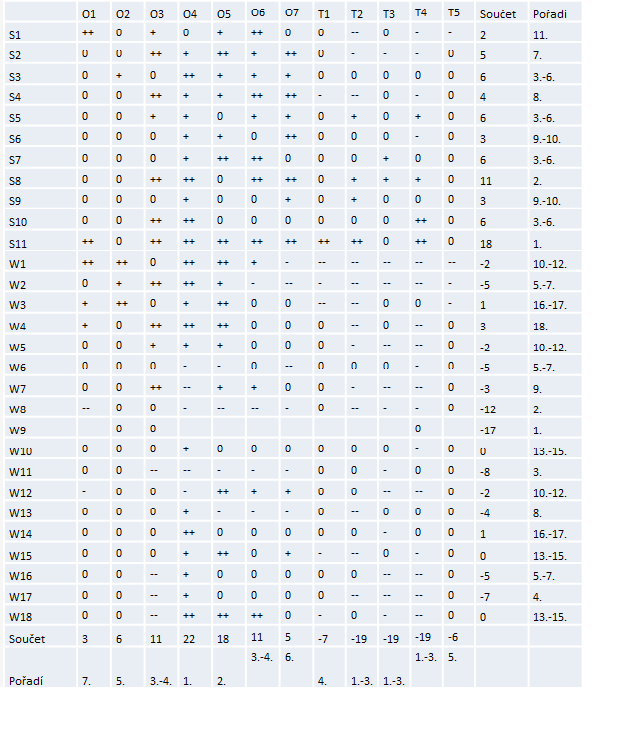 O1 O2 O3 O4 O5 O6 O7 T1 T2 T3 T4 T5 Součet Pořadi
S1 ++ 0 + 0 + ++ 0 0 -- 0 - - 2 11.
S2 0 0 ++ + ++ + ++ 0 - - - 0 5 7.
S3 0 + 0 ++ + + + 0 0 0 0 0 6 3.-6.
S4 0 0 ++ + + ++ ++ - -- 0 - 0 4 8.
S5 0 0 + + 0 + + 0 + 0 + 0 6 3.-6.
S6 0 0 0 + + 0 ++ 0 0 0 - 0 3 9.-10.
S7 0 0 0 + ++ ++ 0 0 0 + 0 0 6 3.-6.
S8 0 0 ++ ++ 0 ++ ++ 0 + + + 0 11 2.
S9 0 0 0 + 0 0 + 0 + 0 0 0 3 9.-10.
S10 0 0 ++ ++ 0 0 0 0 0 0 ++ 0 6 3.-6.
S11 ++ 0 ++ ++ ++ ++ ++ ++ ++ 0 ++ 0 18 1.
W1 ++ ++ 0 ++ ++ + - -- -- -- -- -- -2 10.-12.
W2 0 + ++ ++ + - -- - -- -- -- 0 -5 5.-7.
W3 + ++ 0 + ++ 0 0 -- -- 0 0 - 1 16.-17.
W4 + 0 ++ ++ ++ 0 0 0 -- 0 -- 0 3 18.
W5 0 0 + + + 0 0 0 - -- -- 0 -2 10.-12.
W6 0 0 0 - - 0 -- 0 0 0 - 0 -5 5.-7.
W7 0 0 ++ -- + + 0 0 - -- -- 0 -3 9.
W8 -- 0 0 - -- -- - 0 -- - - 0 -12 2.
W9 0 0 0 -17 1.
W10 0 0 0 + 0 0 0 0 0 0 - 0 0 13.-15.
W11 0 0 -- -- - - - 0 0 - 0 0 -8 3.
W12 - 0 0 - ++ + + 0 0 -- -- 0 -2 10.-12.
W13 0 0 0 + - - - 0 -- 0 0 0 -4 8.
W14 0 0 0 ++ 0 0 0 0 0 - 0 0 1 16.-17.
W15 0 0 0 + ++ 0 + - -- 0 - 0 0 13.-15.
W16 0 0 -- + 0 0 0 0 0 -- -- 0 -5 5.-7.
W17 0 0 -- + 0 0 0 0 -- -- -- 0 -7 4.
W18 0 0 -- ++ ++ ++ 0 - 0 - -- 0 0 13.-15.
Součet 3 6 11 22 18 11 5 -7 -19 -19 -19 -6
Pořadí 7. 5. 3.-4. 1. 2. 3.-4. 6. 4. 1.-3. 1.-3. 1.-3. 5.